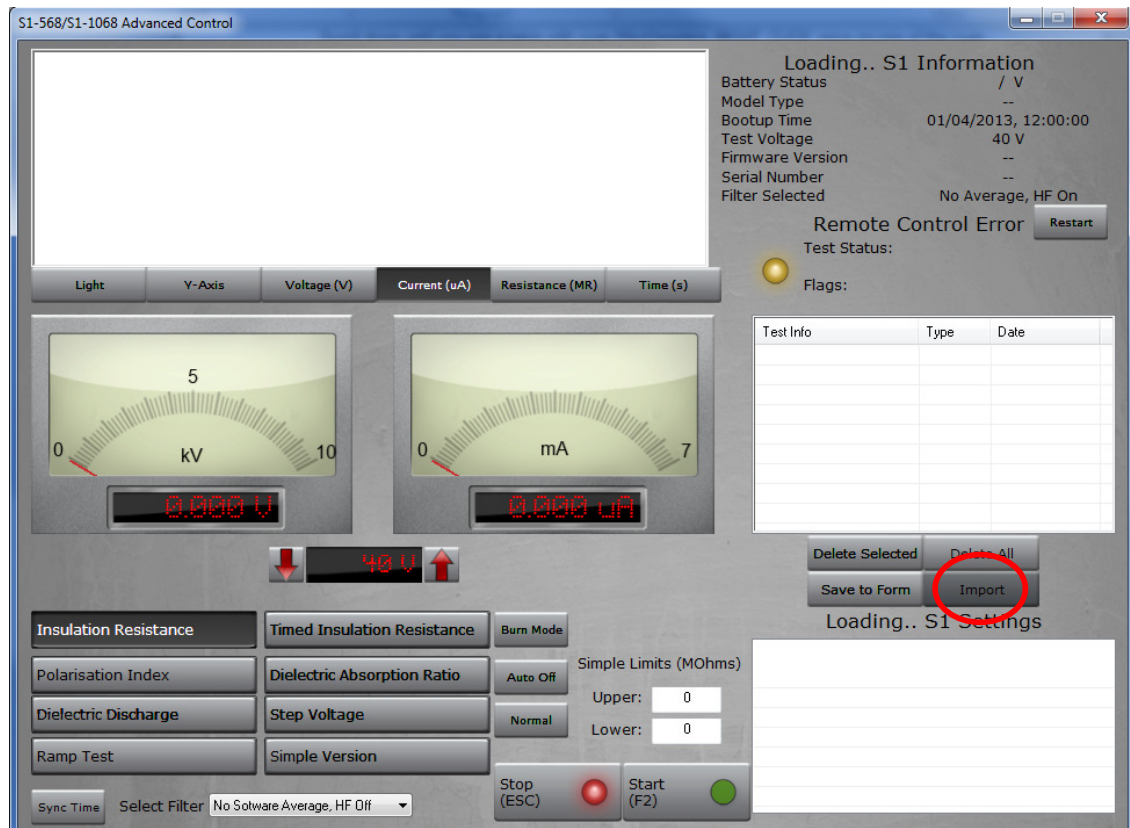 S1-568/S1-1068 Advanced Control
Loading.. S1 Information
Battery Status / V
Model Type --
Bootup Time 01/04/2013, 12:00:00
Test Voltage 40 V
Firmware Version --
Serial Number --
Filter Selected No Average, HF On
Remote Control Error Restart
Test Status:
Flags:
Light Y-Axis Voltage (V) Current (uA) Resistance (MR) Time (s)
Test Info Type Date
5
0 kV 10
0 mA 7
0.000 V
0.000 uA
40 V
Delete Selected Delete All
Save to Form Import
Loading.. S1 Settings
Insulation Resistance Timed Insulation Resistance Burn Mode
Polarisation Index Dielectric Absorption Ratio Auto Off
Dielectric Discharge Step Voltage Normal
Ramp Test Simple Version
Simple Limits (MOhms)
Upper: 0
Lower: 0
Stop (ESC)
Start (F2)
Sync Time Select Filter No Sotware Average, HF Off